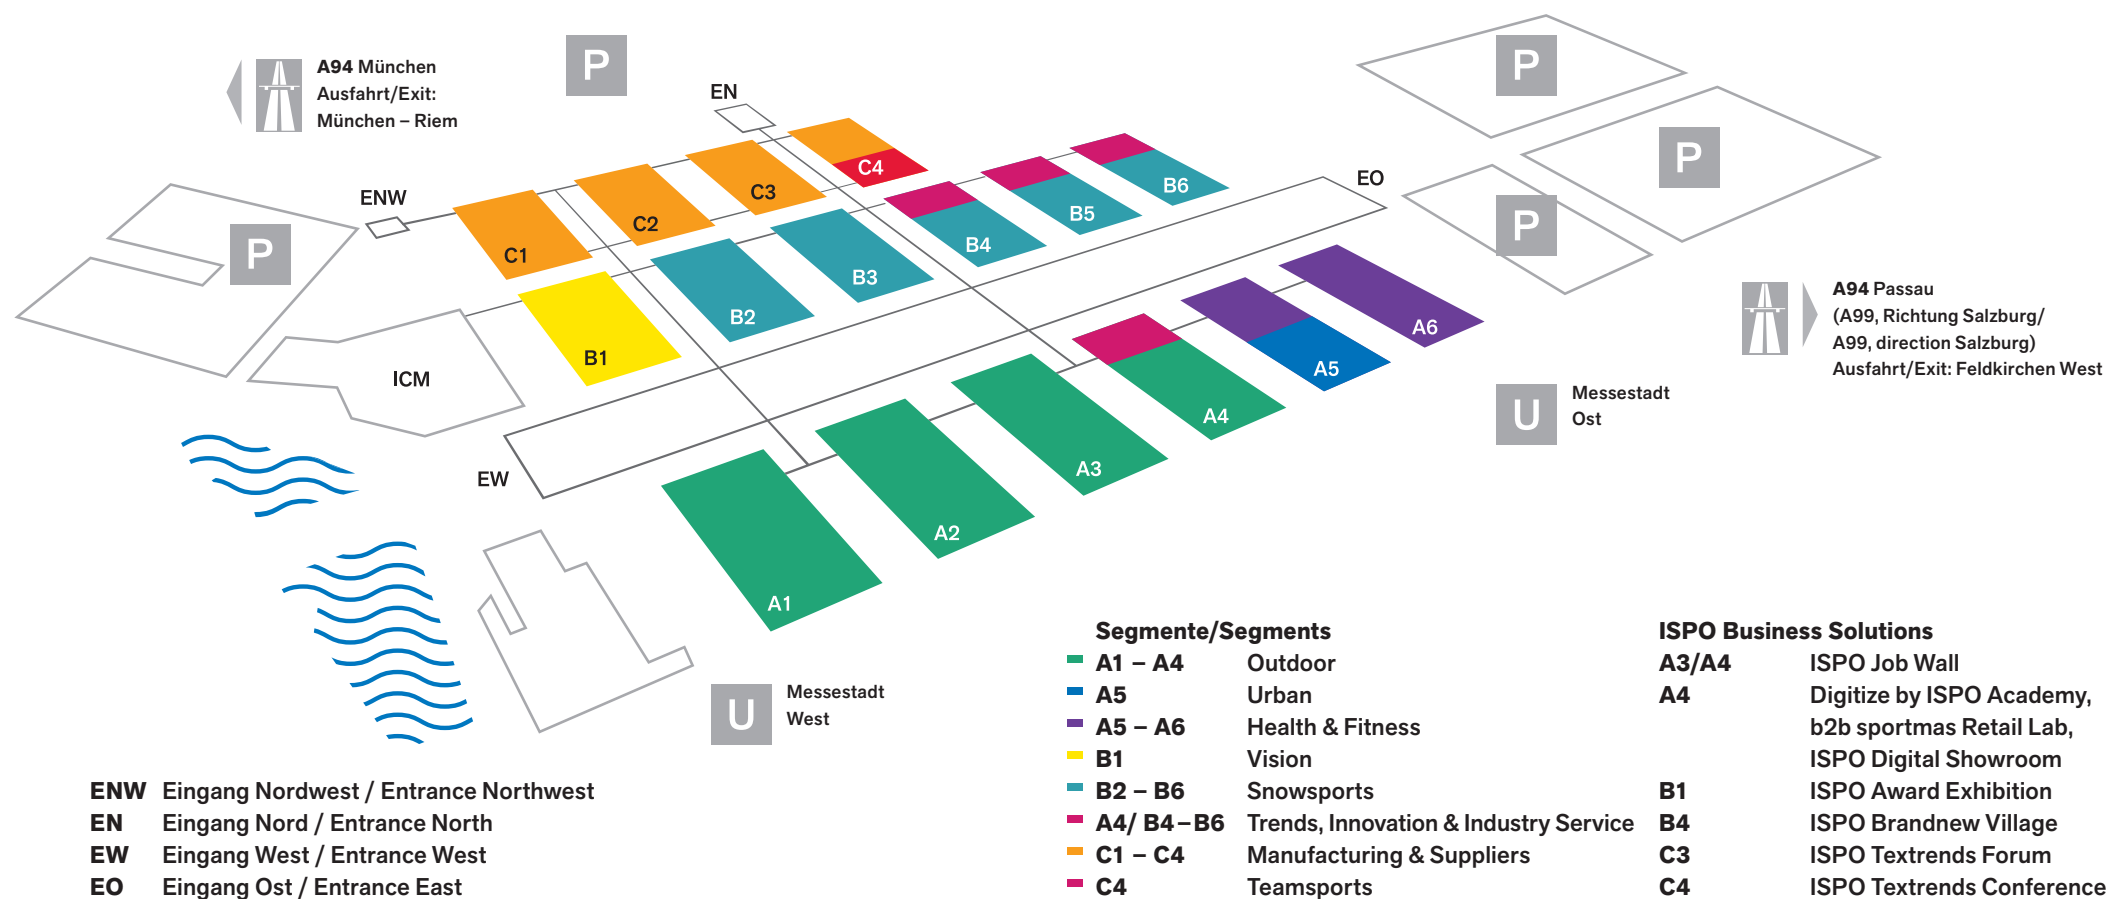 A94 München
Ausfahrt/Exit:
München – Riem
P
EN
P
P
ENW
C4
C3
C2
C1
B6
B5
B4
EO
P
P
B3
B2
B1
ICM
A6
A5
A4
A3
A2
A1
EW
A94 Passau
(A99, Richtung Salzburg/
A99, direction Salzburg)
Ausfahrt/Exit: Feldkirchen West
U
Messestadt
Ost
U
Messestadt
West
ENW Eingang Nordwest / Entrance Northwest
EN Eingang Nord / Entrance North
EW Eingang West / Entrance West
EO Eingang Ost / Entrance East
Segmente/Segments
A1 – A4 Outdoor
A5 Urban
A5 – A6 Health & Fitness
B1 Vision
B2 – B6 Snowsports
A4/ B4–B6 Trends, Innovation & Industry Service
C1 – C4 Manufacturing & Suppliers
C4 Teamsports
ISPO Business Solutions
A3/A4 ISPO Job Wall
A4 Digitize by ISPO Academy,
b2b sportmas Retail Lab,
ISPO Digital Showroom
B1 ISPO Award Exhibition
B4 ISPO Brandnew Village
C3 ISPO Textrends Forum
C4 ISPO Textrends Conference